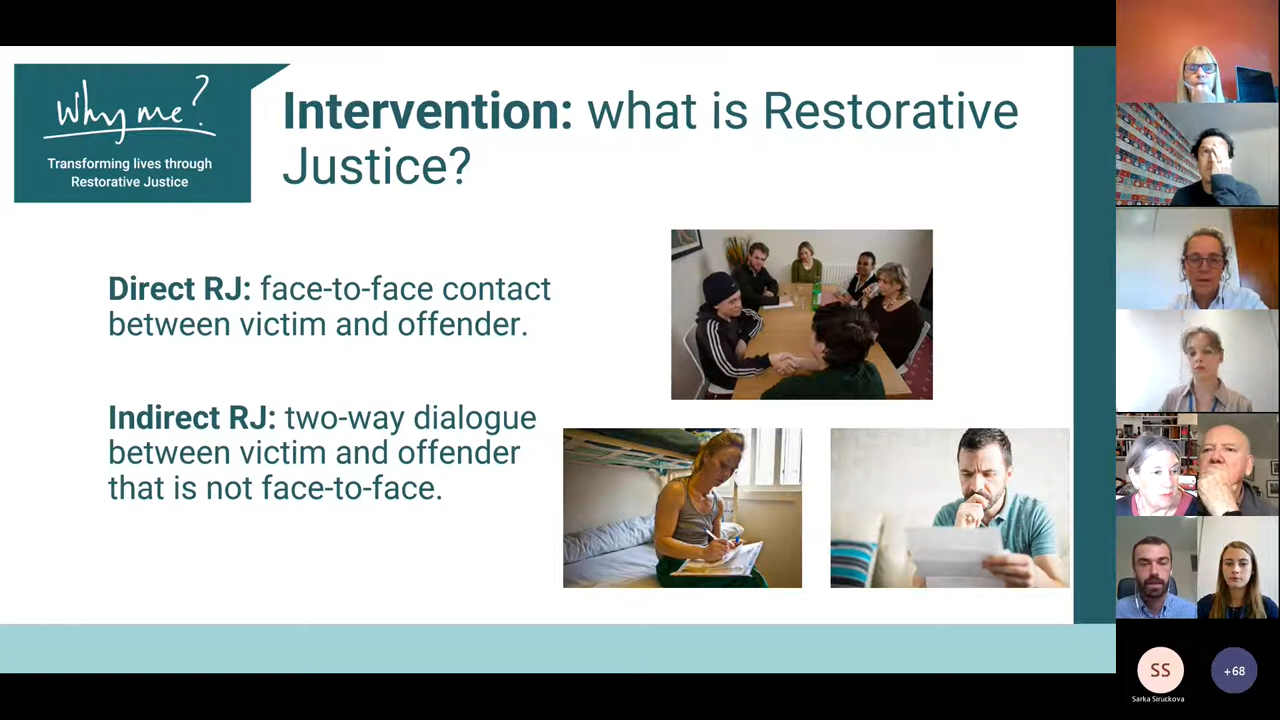 Why me?
Transforming lives through
Restorative Justice
Intervention: what is Restorative
Justice?
Direct RJ: face-to-face contact
between victim and offender.
Indirect RJ: two-way dialogue
between victim and offender
that is not face-to-face.
SS
+68
Sarka Siruckova